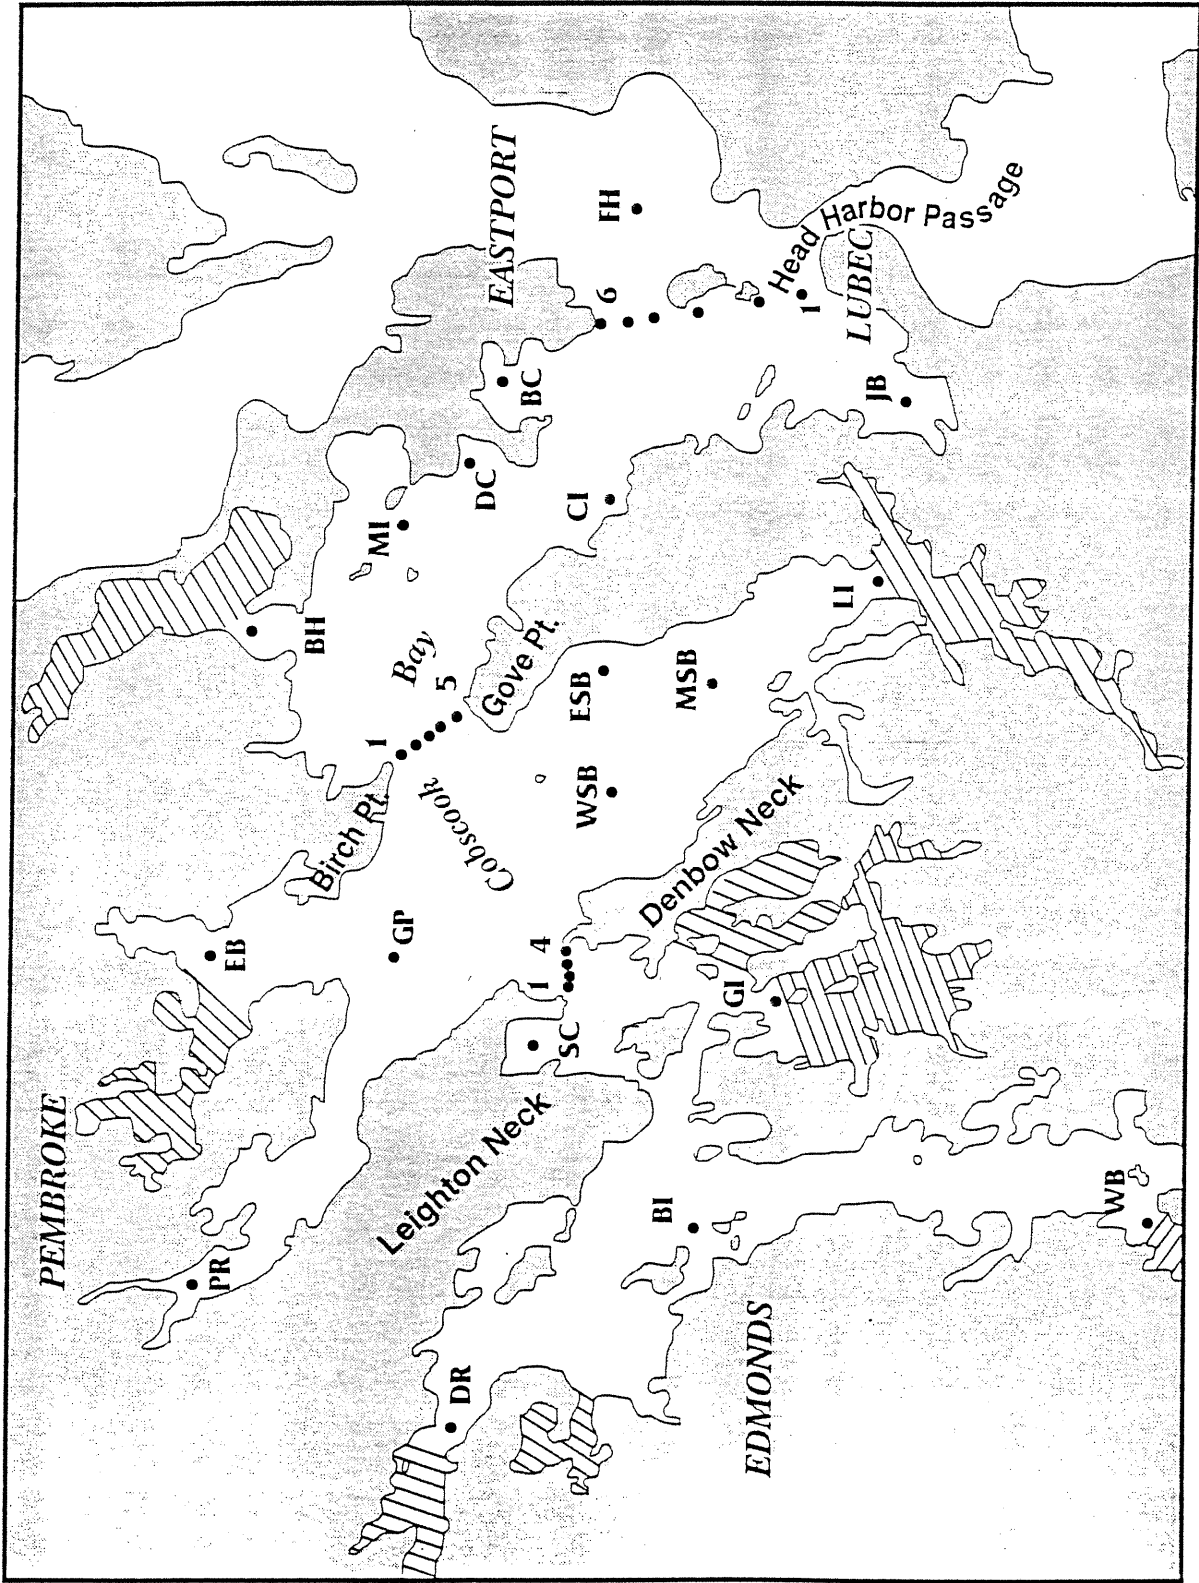 PEMBROKE
PR
EB
BH
Birch Pt.
1
5
Cobscook
Bay
MI
DC
BC
EASTPORT
6
1
FH
Head Harbor Passage
LUBEC
JB
CI
Gove Pt.
ESB
MSB
WSB
LI
GP
Denbow Neck
1
4
SC
GI
Leighton Neck
DR
BI
WB
EDMONDS